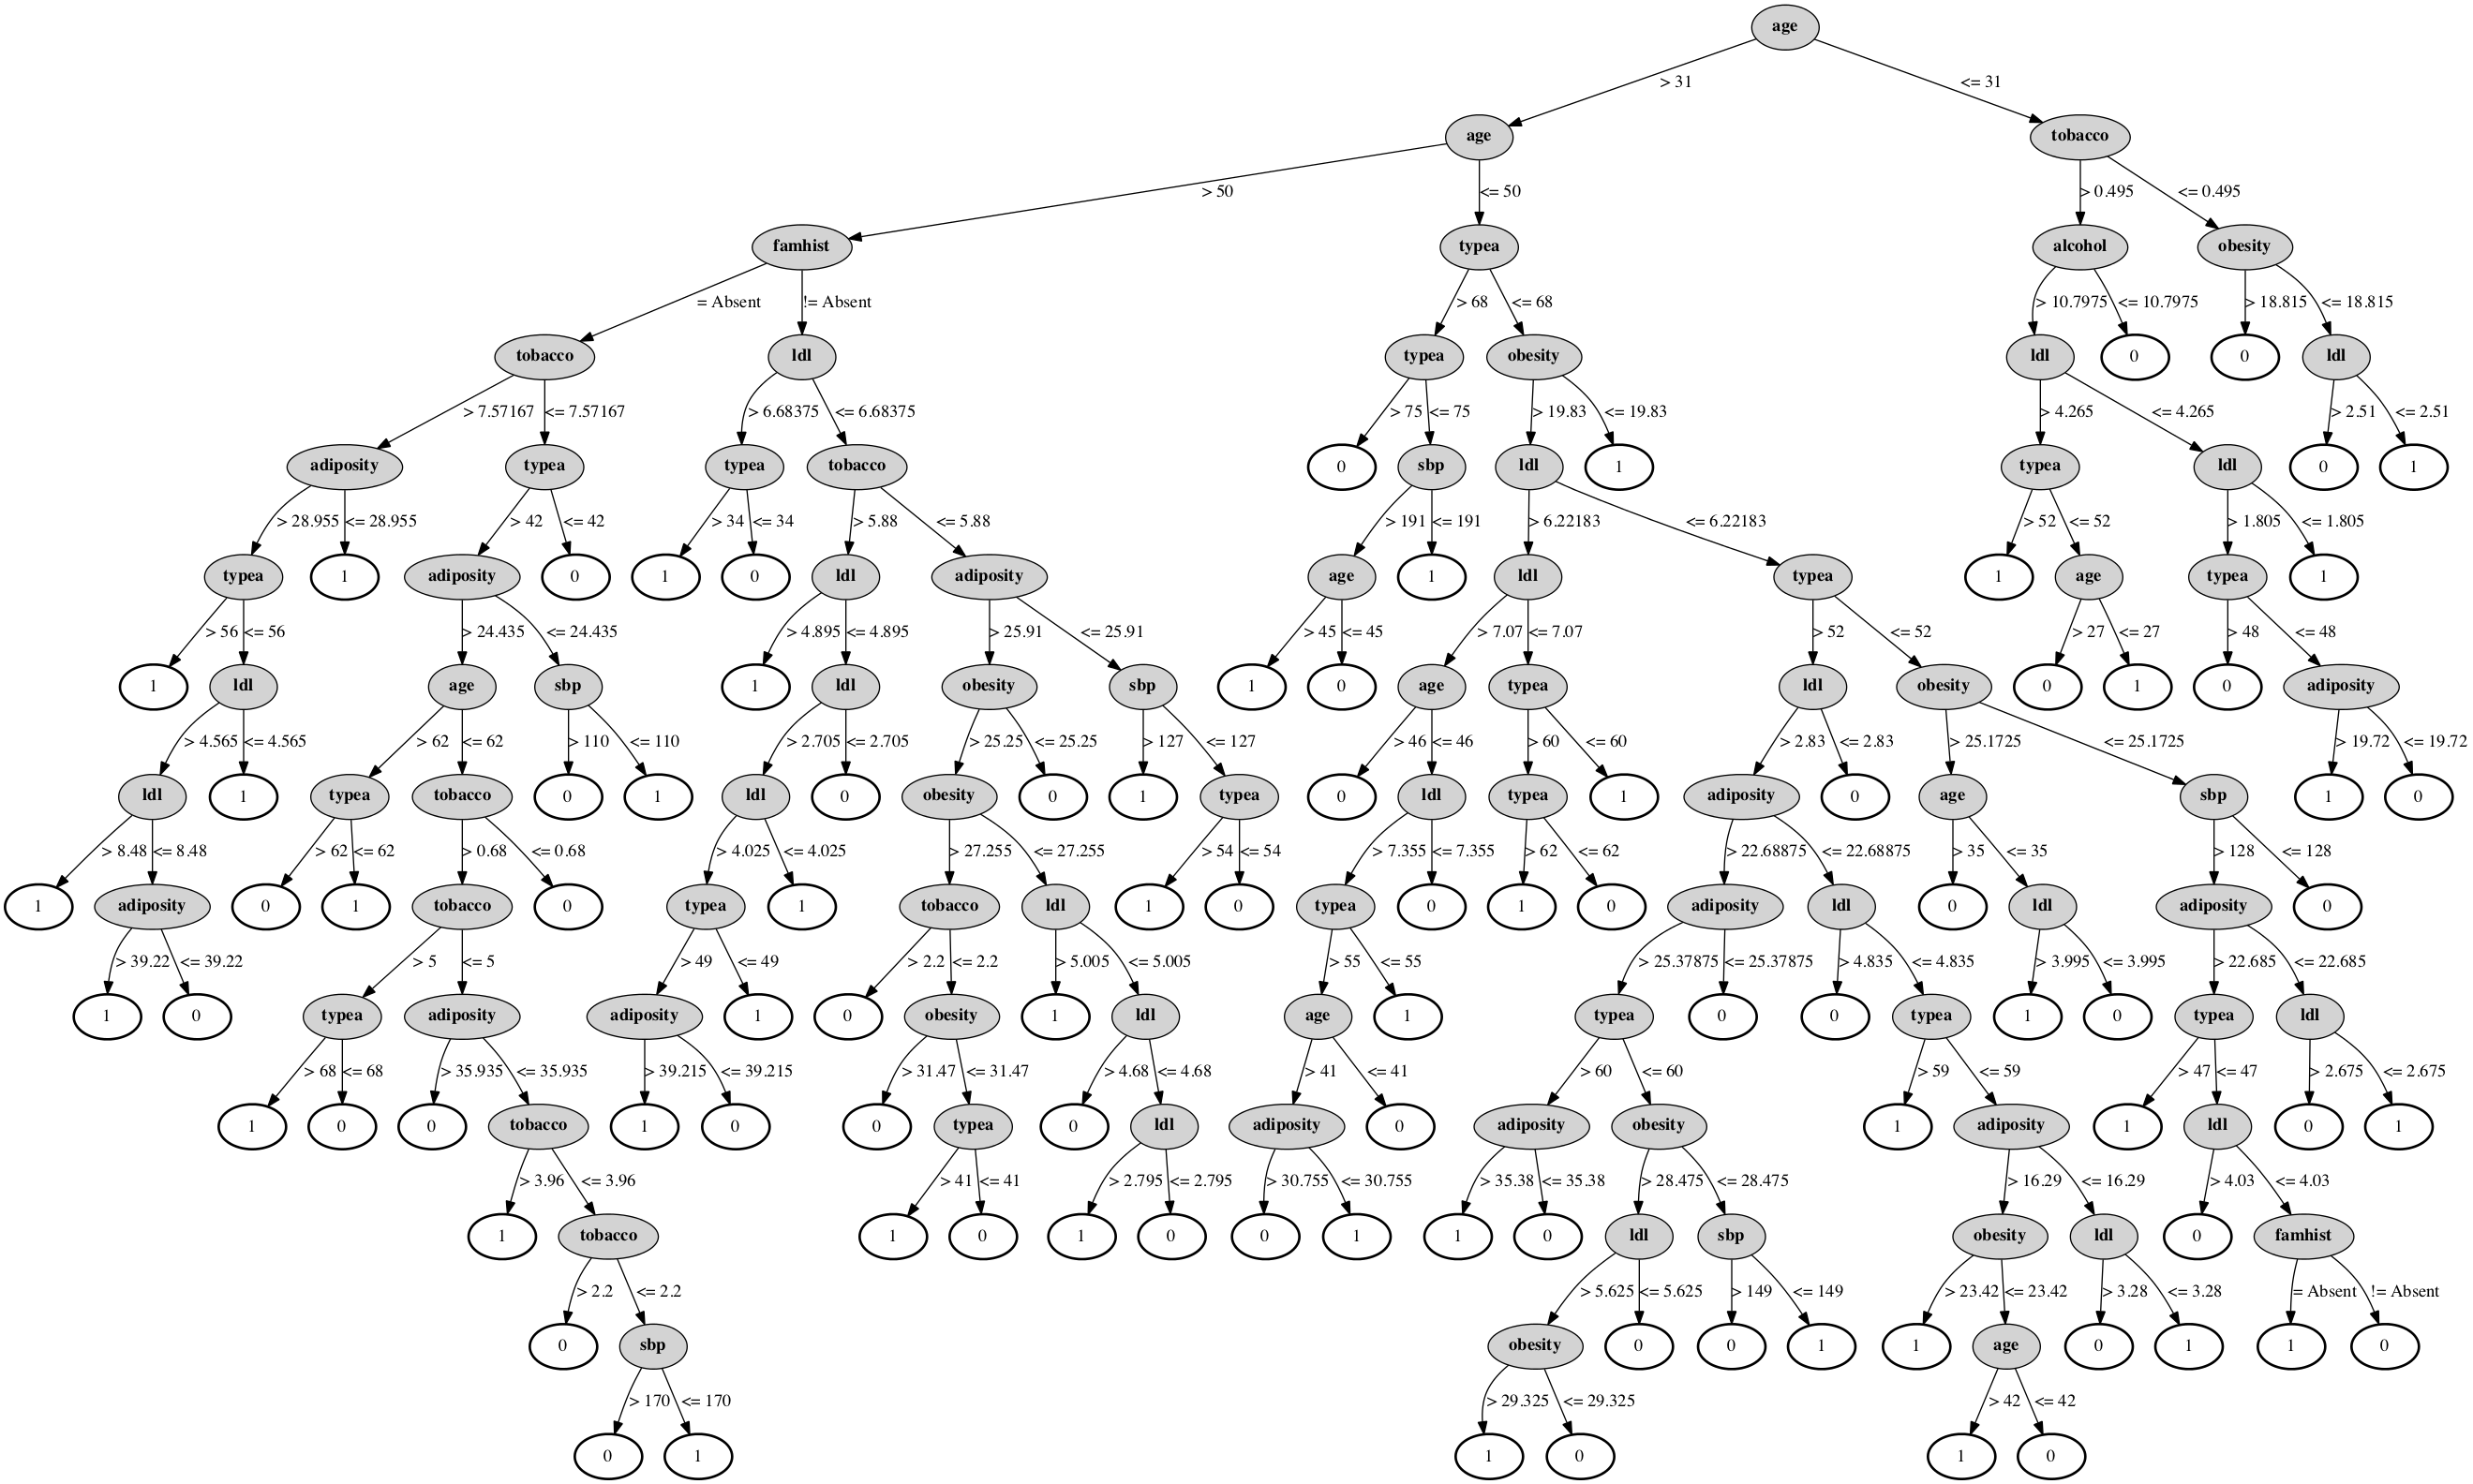 age
> 31 <= 31
age tobacco
> 50 <= 50 > 0.495 <= 0.495
famhist typea alcohol obesity
= Absent != Absent > 68 <= 68 > 10.7975 <= 10.7975 > 18.815 <= 18.815
tobacco ldl typea obesity ldl 0 0 ldl
> 7.57167 <= 7.57167 > 6.68375 <= 6.68375 > 75 <= 75 > 19.83 <= 19.83 > 4.265 <= 4.265 > 2.51 <= 2.51
adiposity typea typea tobacco 0 sbp ldl 1 typea ldl 0 1
> 28.955 <= 28.955 > 42 <= 42 > 34 <= 34 > 5.88 <= 5.88 > 191 <= 191 > 6.22183 <= 6.22183 > 52 <= 52 > 1.805 <= 1.805
typea 1 adiposity 0 1 0 ldl adiposity age 1 ldl typea 1 age typea 1
> 56 <= 56 > 24.435 <= 24.435 > 4.895 <= 4.895 > 25.91 <= 25.91 > 45 <= 45 > 7.07 <= 7.07 > 52 <= 52 > 27 <= 27 > 48 <= 48
1 ldl age sbp 1 ldl obesity sbp 1 0 age typea ldl obesity 0 1 0 adiposity
> 4.565 <= 4.565 > 62 <= 62 > 110 <= 110 > 2.705 <= 2.705 > 25.25 <= 25.25 > 127 <= 127 > 46 <= 46 > 60 <= 60 > 2.83 <= 2.83 > 25.1725 <= 25.1725 > 19.72 <= 19.72
ldl 1 typea tobacco 0 1 ldl 0 obesity 0 1 typea 0 ldl typea 1 adiposity 0 age sbp 1 0
> 8.48 <= 8.48 > 62 <= 62 > 0.68 <= 0.68 > 4.025 <= 4.025 > 27.255 <= 27.255 > 54 <= 54 > 7.355 <= 7.355 > 62 <= 62 > 22.68875 <= 22.68875 > 35 <= 35 > 128 <= 128
1 adiposity 0 1 tobacco 0 typea 1 tobacco ldl 1 0 typea 0 1 0 adiposity ldl 0 ldl adiposity 0
> 39.22 <= 39.22 > 5 <= 5 > 49 <= 49 > 2.2 <= 2.2 > 5.005 <= 5.005 > 55 <= 55 > 25.37875 <= 25.37875 > 4.835 <= 4.835 > 3.995 <= 3.995 > 22.685 <= 22.685
1 0 typea adiposity adiposity 1 0 obesity 1 ldl age 1 typea 0 0 typea 1 0 typea ldl
> 68 <= 68 > 35.935 <= 35.935 > 39.215 <= 39.215 > 31.47 <= 31.47 > 4.68 <= 4.68 > 41 <= 41 > 60 <= 60 > 59 <= 59 > 47 <= 47 > 2.675 <= 2.675
1 0 0 tobacco 1 0 0 typea 0 ldl adiposity 0 adiposity obesity 1 adiposity 1 ldl 0 1
> 3.96 <= 3.96 > 41 <= 41 > 2.795 <= 2.795 > 30.755 <= 30.755 > 35.38 <= 35.38 > 28.475 <= 28.475 > 16.29 <= 16.29 > 4.03 <= 4.03
1 tobacco 1 0 1 0 0 1 1 0 ldl sbp obesity ldl 0 famhist
> 2.2 <= 2.2 > 5.625 <= 5.625 > 149 <= 149 > 23.42 <= 23.42 > 3.28 <= 3.28 = Absent != Absent
0 sbp obesity 0 0 1 1 age 0 1 1 0
> 170 <= 170 > 29.325 <= 29.325 > 42 <= 42
0 1 1 0 1 0